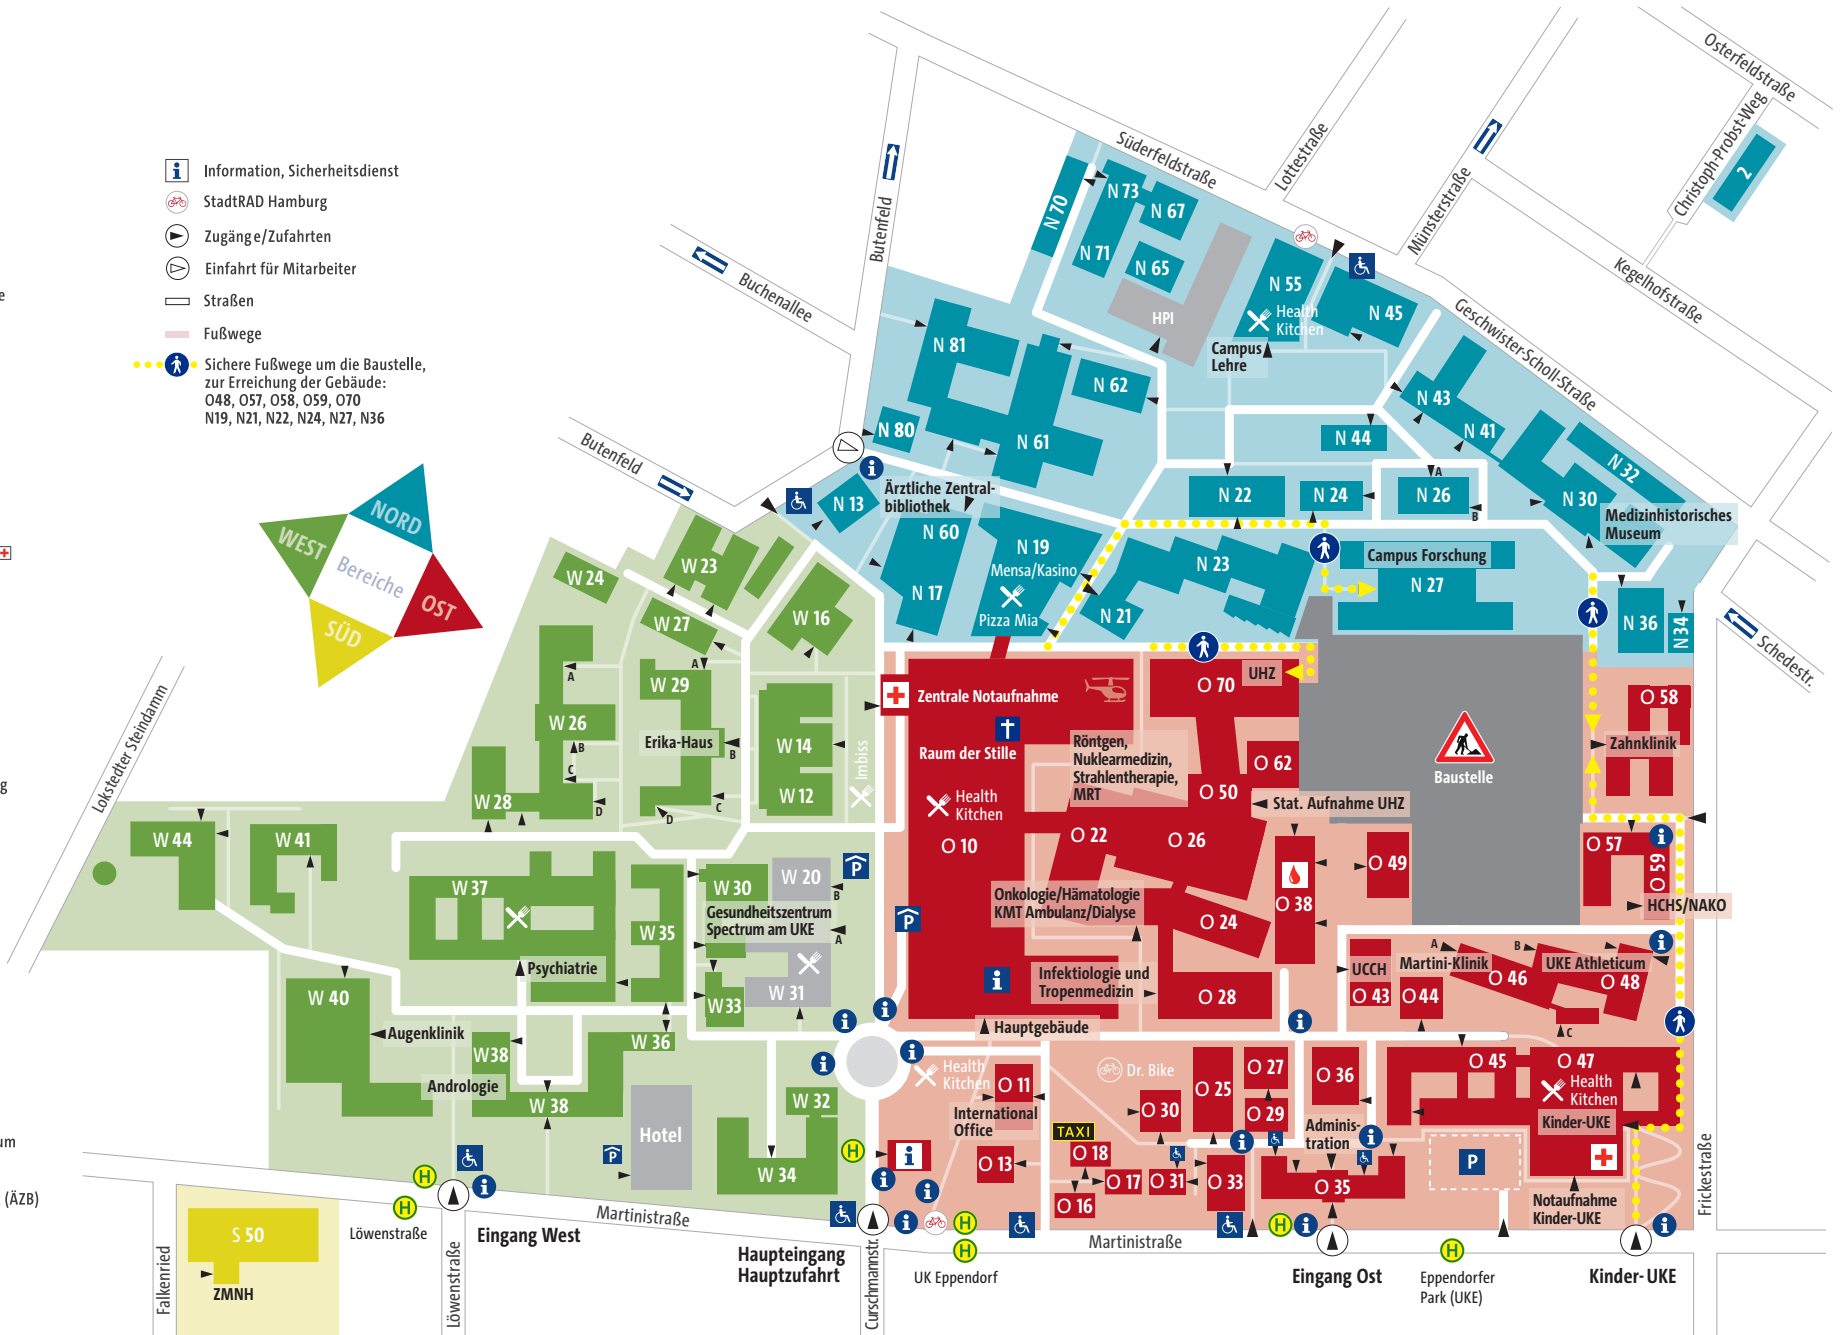 Information, Sicherheitsdienst
StadtRAD Hamburg
Zugänge/Zufahrten
Einfahrt für Mitarbeiter
Straßen
Fußwege
Sichere Fußwege um die Baustelle,
zur Erreichung der Gebäude:
O48, O57, O58, O59, O70
N19, N21, N22, N24, N27, N36
e
g
um
(ÄZB)
NORD
WEST
Bereiche
OST
SÜD
Osterfeldstraße
Christoph-Probst-Weg
2
Kegelhofstraße
Süderfeldstraße
Lottestraße
Münsterstraße
Geschwister-Scholl-Straße
Butenfeld
Buchenallee
Butenfeld
Schedestr.
Lokstedter Steindamm
N 70
N 73
N 67
N 71
N 65
HPI
N 55
Health
Kitchen
N 45
Campus
Lehre
N 81
N 62
N 80
N 61
N 43
N 41
N 44
N 32
N 13
Ärztliche Zentral-
bibliothek
N 22
N 24
A
N 26
B
N 30
Medizinhistorisches
Museum
N 60
N 19
Mensa/Kasino
Pizza Mia
N 17
N 23
N 21
Campus Forschung
N 27
N 36
N 34
W 24
W 23
W 16
W 27
A
A
W 29
W 26
B
C
D
Erika-Haus
B
C
D
W 14
W 12
Imbiss
W 28
W 44
W 41
W 37
W 35
W 30
W 20
B
A
Gesundheitszentrum
Spectrum am UKE
Psychiatrie
W 33
W 31
W 40
Augenklinik
W38
Andrologie
W 36
W 38
Hotel
W 32
W 34
P
P
P
Zentrale Notaufnahme
Raum der Stille
Health
Kitchen
O 10
O 70
UHZ
Röntgen,
Nuklearmedizin,
Strahlentherapie,
MRT
O 62
O 50
Stat. Aufnahme UHZ
O 22
O 26
O 49
Onkologie/Hämatologie
KMT Ambulanz/Dialyse
O 38
O 24
Infektiologie und
Tropenmedizin
O 28
Hauptgebäude
Baustelle
O 58
Zahnklinik
O 57
O 59
HCHS/NAKO
UCCH
O 43
A
Martini-Klinik
O 44
B
O 46
UKE Athleticum
O 48
C
Health
Kitchen
O 11
International
Office
O 13
Dr. Bike
O 30
O 25
O 27
O 29
O 36
Adminis-
tration
O 45
O 47
Health
Kitchen
Kinder-UKE
P
TAXI
O 18
O 17
O 16
O 31
O 33
O 35
Notaufnahme
Kinder-UKE
Frickestraße
H
H
H
H
H
H
H
Löwenstraße
Eingang West
Martinistraße
Haupteingang
Hauptzufahrt
UK Eppendorf
Martinistraße
Eingang Ost
Eppendorfer
Park (UKE)
Kinder-UKE
S 50
ZMNH
Falkenried
Löwenstraße
Curschmannstr.